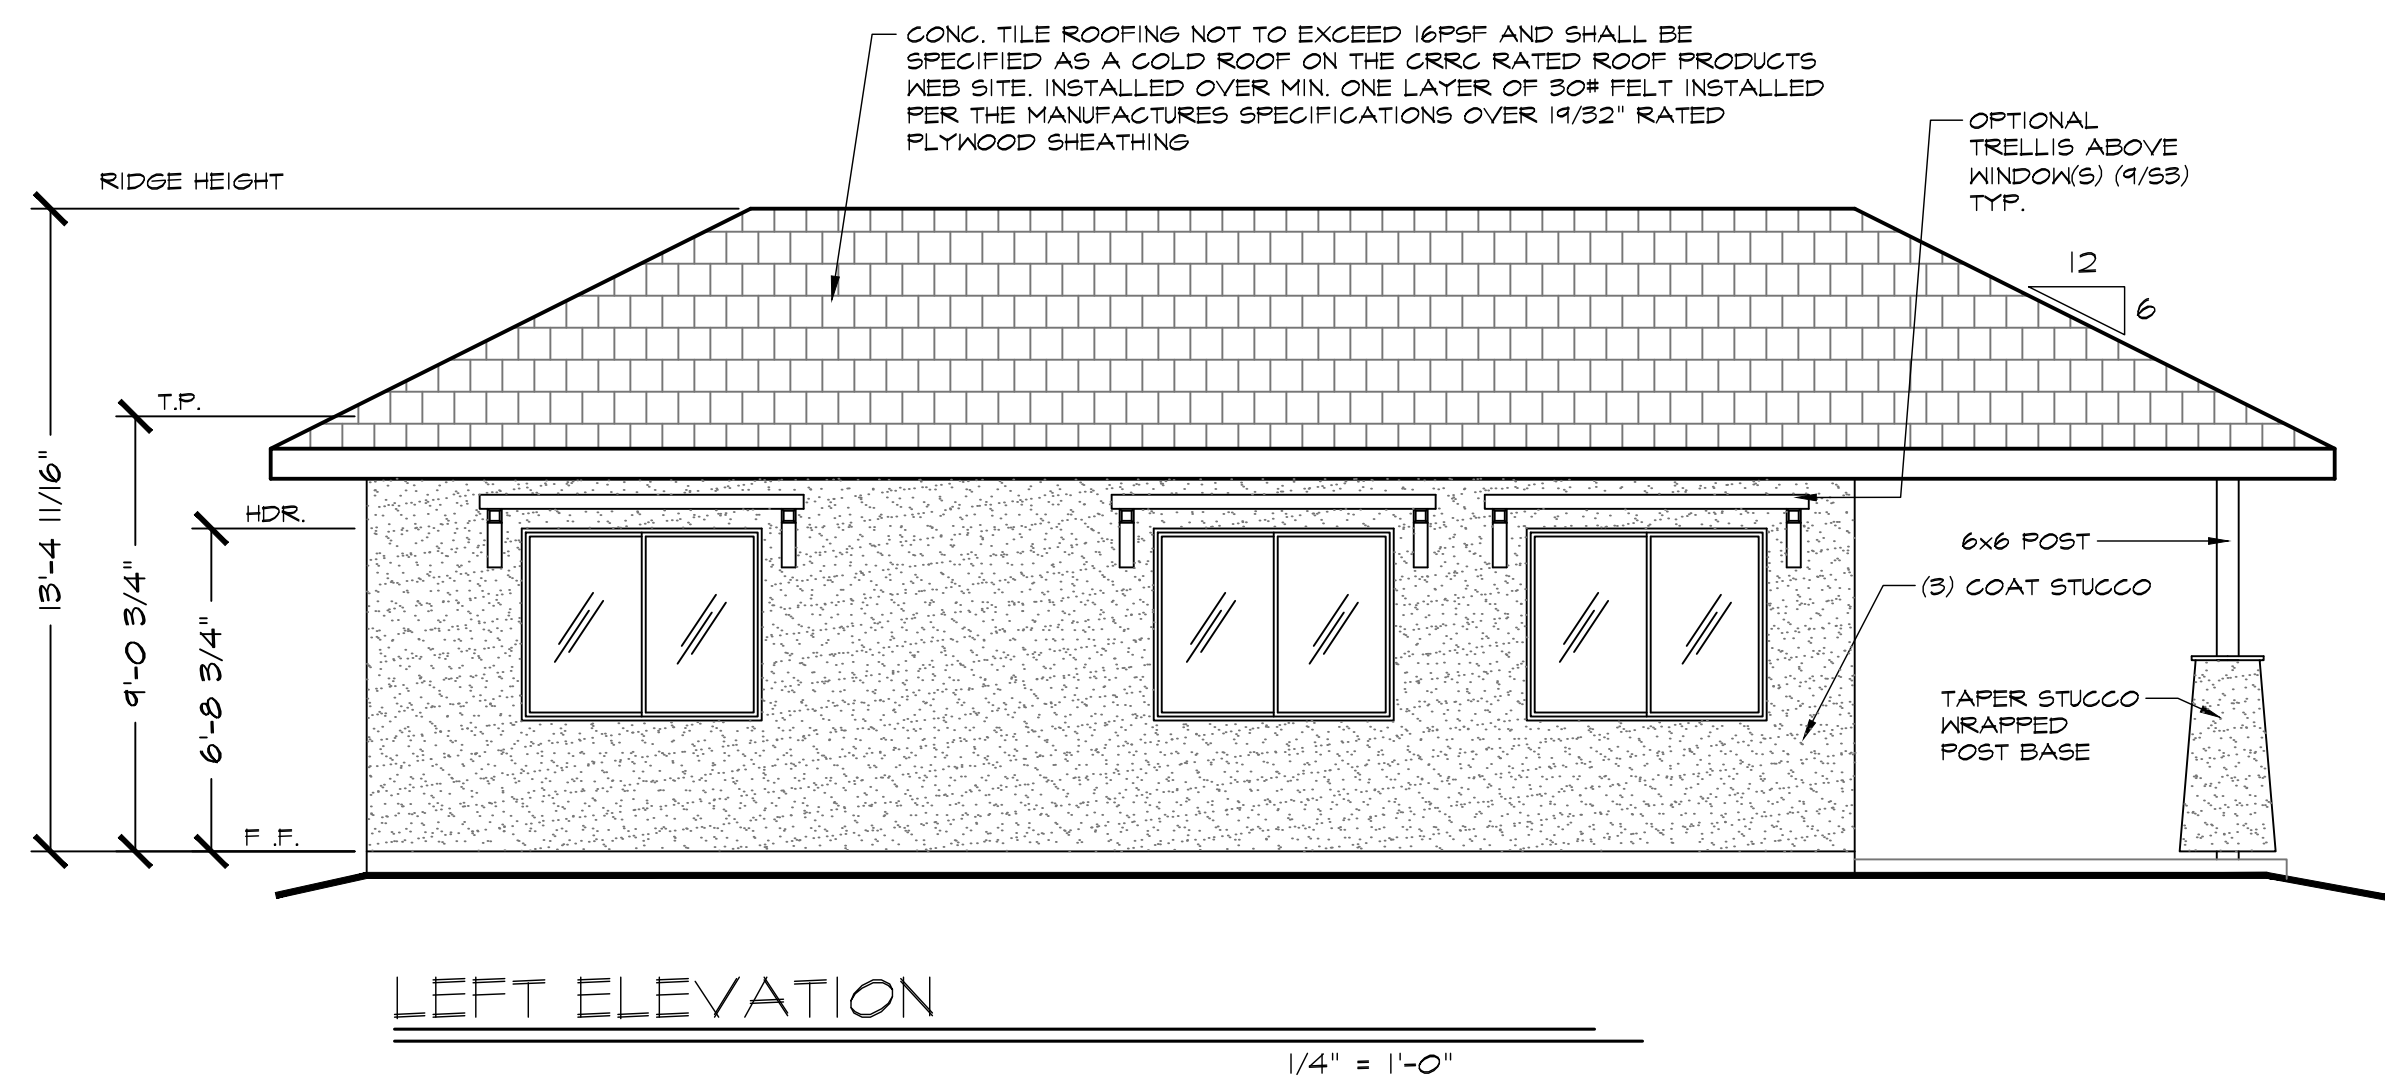 CONC. TILE ROOFING NOT TO EXCEED 16PSF AND SHALL BE
SPECIFIED AS A COLD ROOF ON THE CRRC RATED ROOF PRODUCTS
WEB SITE. INSTALLED OVER MIN. ONE LAYER OF 30# FELT INSTALLED
PER THE MANUFACTURES SPECIFICATIONS OVER 19/32" RATED
PLYWOOD SHEATHING
OPTIONAL
TRELLIS ABOVE
WINDOW(S) (9/S3)
TYP.
RIDGE HEIGHT
12
6
T.P.
13'-4 11/16"
9'-0 3/4"
6'-8 3/4"
HDR.
6x6 POST
(3) COAT STUCCO
TAPER STUCCO
WRAPPED
POST BASE
F .F.
LEFT ELEVATION
1/4" = 1'-0"